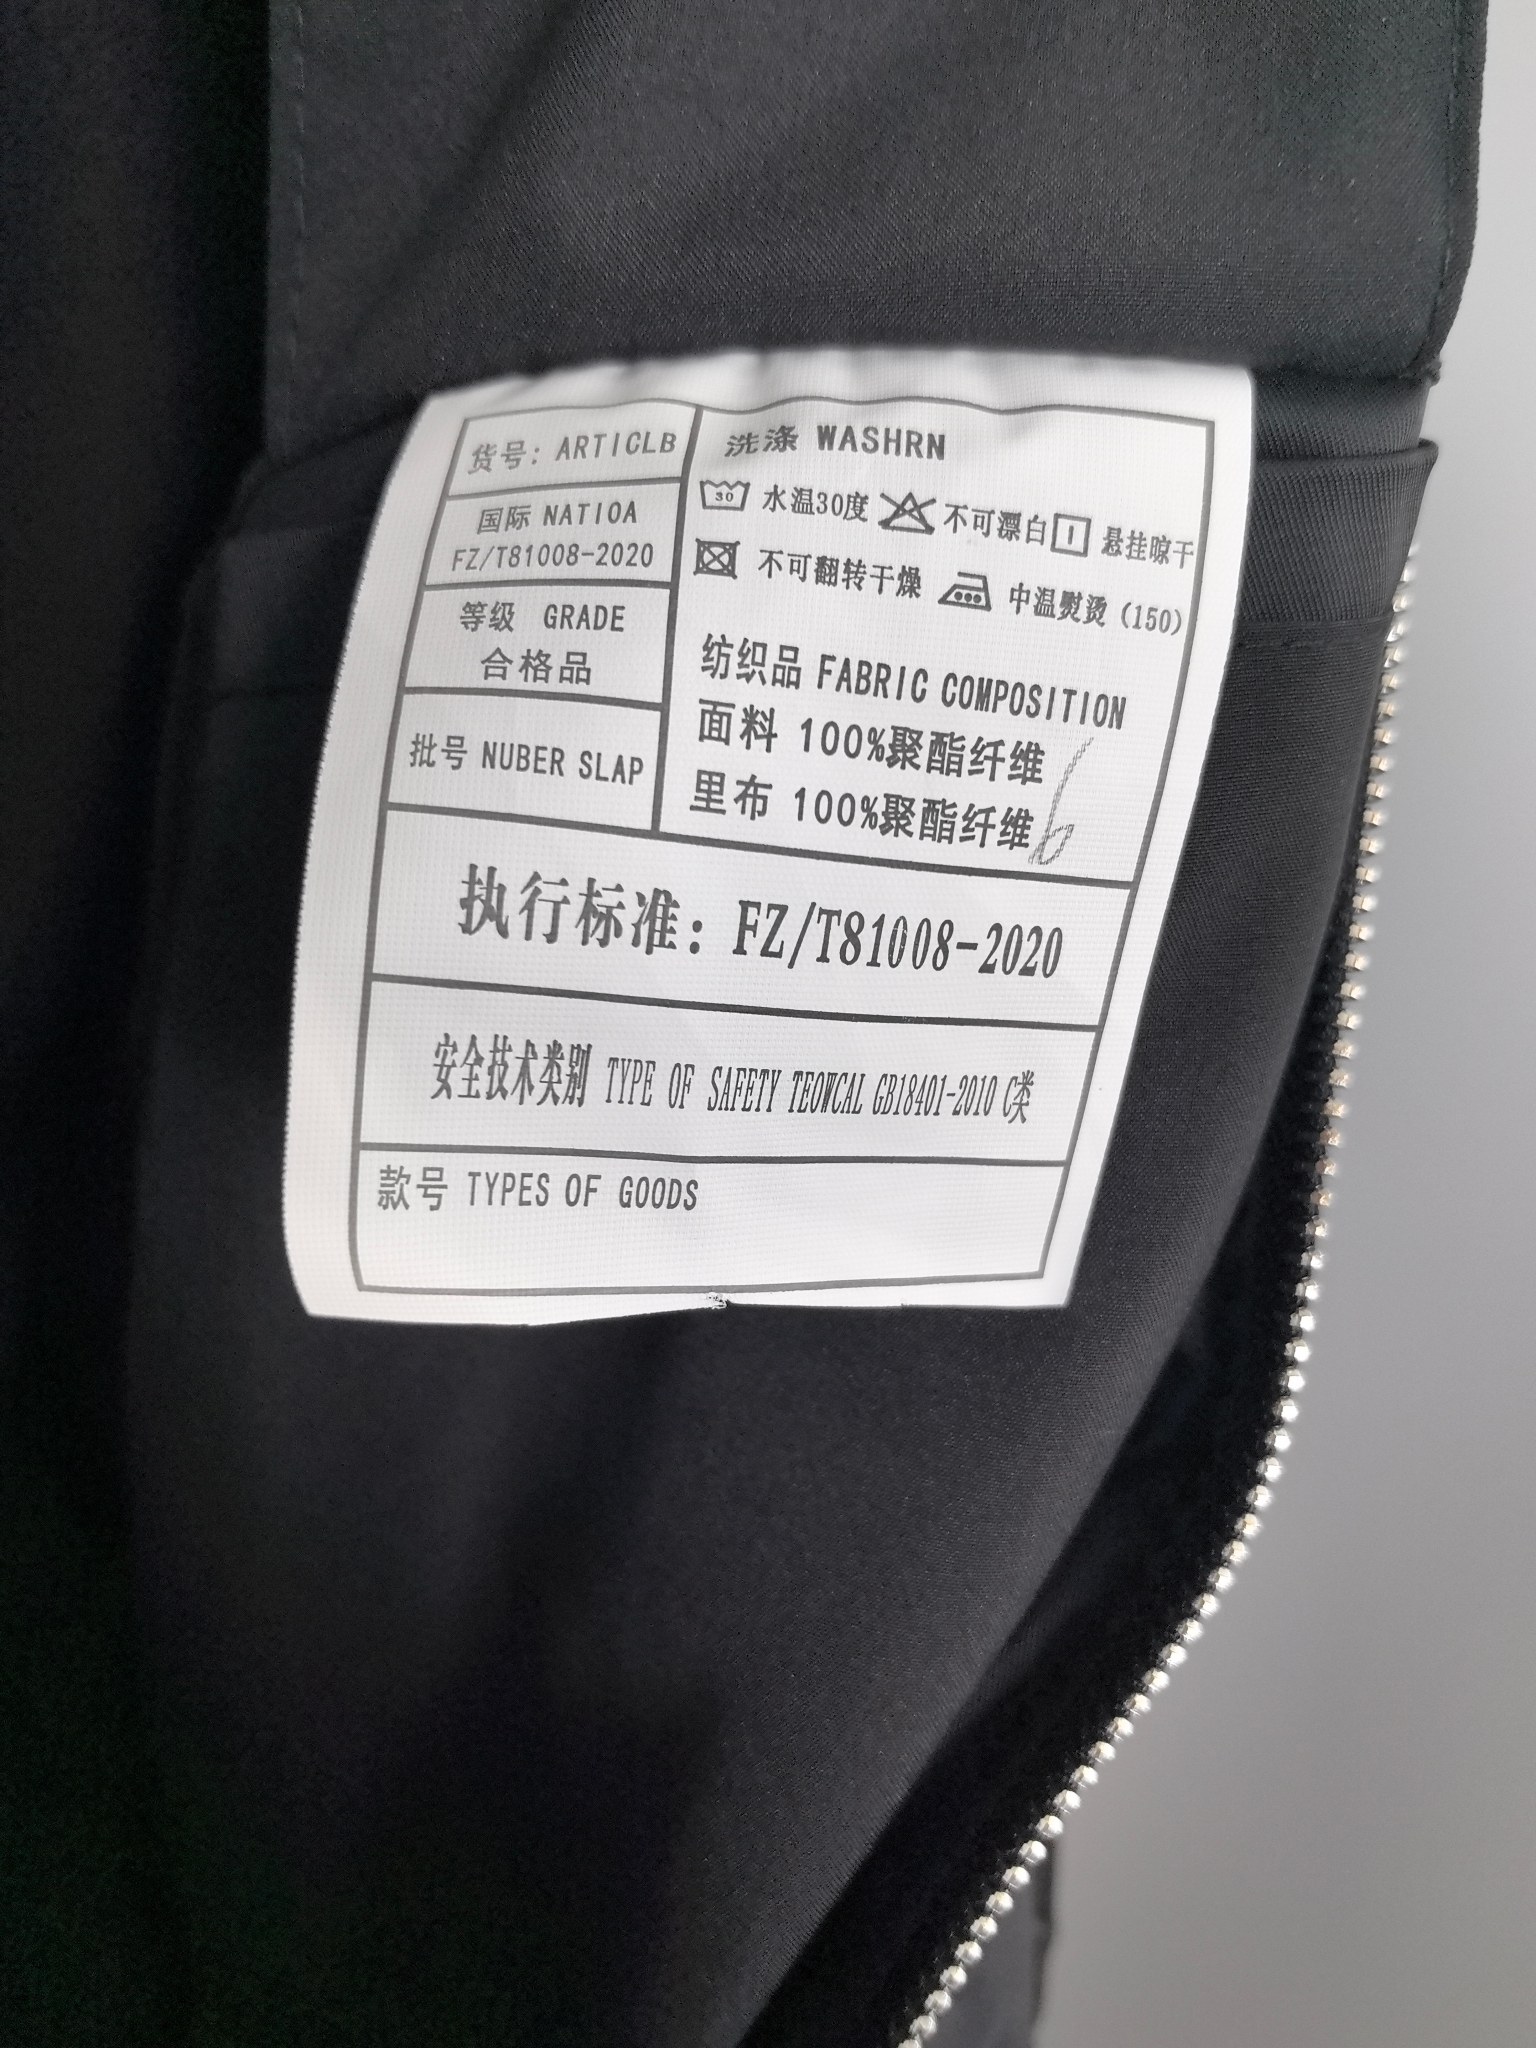 货号: ARTICLB
国际 NATIOA
FZ/T81008-2020
等级 GRADE
合格品
批号 NUBER SLAP
洗涤 WASHRN
30 水温30度 不可漂白 悬挂晾干
不可翻转干燥 中温熨烫 (150)
纺织品 FABRIC COMPOSITION
面料 100%聚酯纤维
里布 100%聚酯纤维
b
执行标准: FZ/T81008-2020
安全技术类别 TYPE OF SAFETY TEOWCAL GB18401-2010 C类
款号 TYPES OF GOODS